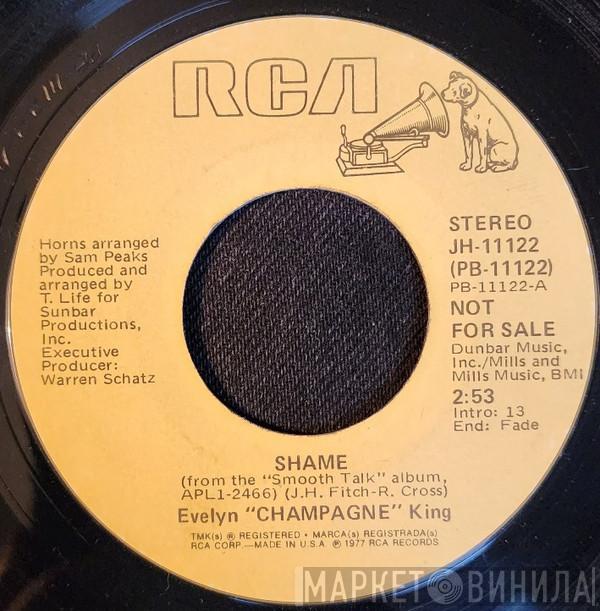 RCA
Horns arranged
by Sam Peaks
Produced and
arranged by
T. Life for
Sunbar
Productions,
Inc.
Executive
Producer:
Warren Schatz
STEREO
JH-11122
(PB-11122)
PB-11122-A
NOT
FOR SALE
Dunbar Music,
Inc./Mills and
Mills Music, BMI
2:53
Intro: 13
End: Fade
SHAME
(from the "Smooth Talk" album,
APL1-2466) (J.H. Fitch-R. Cross)
Evelyn "CHAMPAGNE" King
TMK(s) ® REGISTERED • MARCA(s) REGISTRADA(s)
RCA CORP.—MADE IN U.S.A. ℗ 1977 RCA RECORDS
МАРКЕТ ВИНИЛА